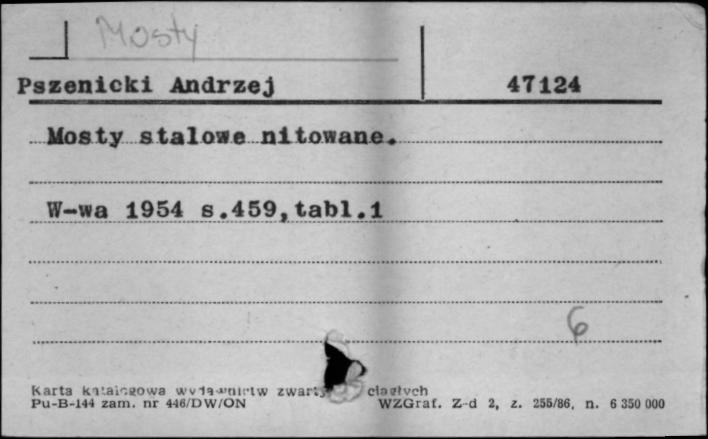 Mosty
Pszenicki Andrzej 47124
Mosty stalowe nitowane.
W-wa 1954 s.459,tabl.1
6
Karta katalogowa wydawnictw zwarty ciągłych
Pu-B-144 zam. nr 446/DW/ON WZGraf. Z-d 2, z. 255/86, n. 6 350 000